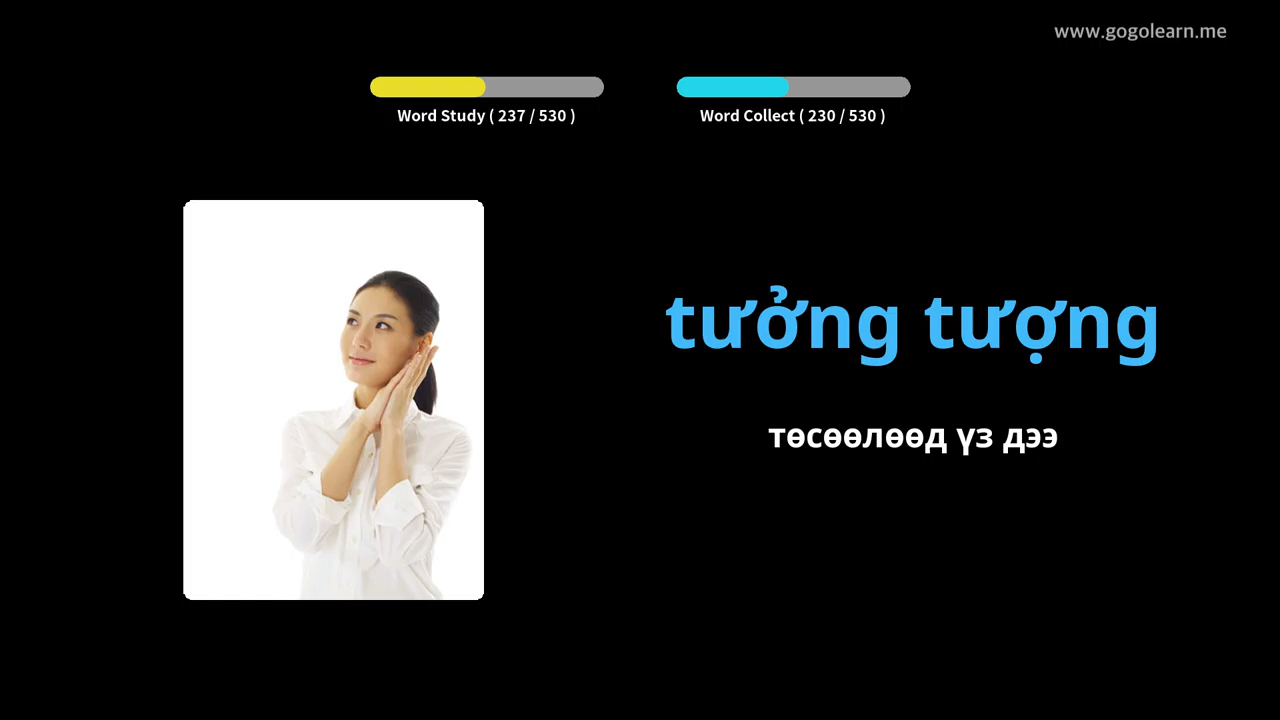 www.gogolearn.me
Word Study ( 237 / 530 )
Word Collect ( 230 / 530 )
tưởng tượng
төсөөлөөд үз дээ